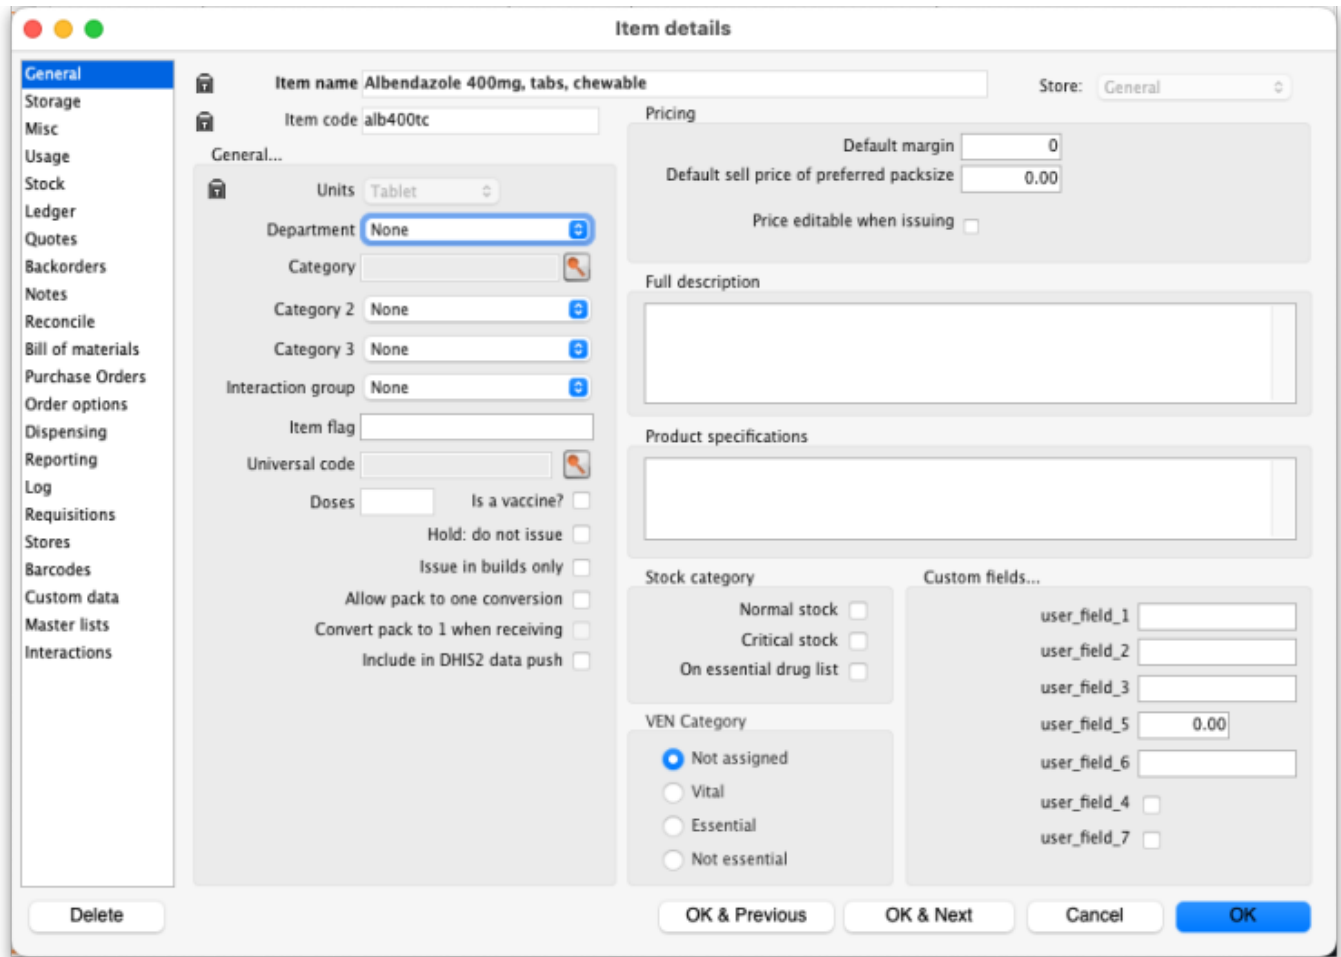 Item details
General
Storage
Misc
Usage
Stock
Ledger
Quotes
Backorders
Notes
Reconcile
Bill of materials
Purchase Orders
Order options
Dispensing
Reporting
Log
Requisitions
Stores
Barcodes
Custom data
Master lists
Interactions
Item name Albendazole 400mg, tabs, chewable
Store: General
Item code alb400tc
General...
Units Tablet
Department None
Category
Category 2 None
Category 3 None
Interaction group None
Item flag
Universal code
Doses Is a vaccine?
Hold: do not issue
Issue in builds only
Allow pack to one conversion
Convert pack to 1 when receiving
Include in DHIS2 data push
Pricing
Default margin 0
Default sell price of preferred packsize 0.00
Price editable when issuing
Full description
Product specifications
Stock category
Normal stock
Critical stock
On essential drug list
VEN Category
Not assigned
Vital
Essential
Not essential
Custom fields...
user_field_1
user_field_2
user_field_3
user_field_5 0.00
user_field_6
user_field_4
user_field_7
Delete
OK & Previous
OK & Next
Cancel
OK